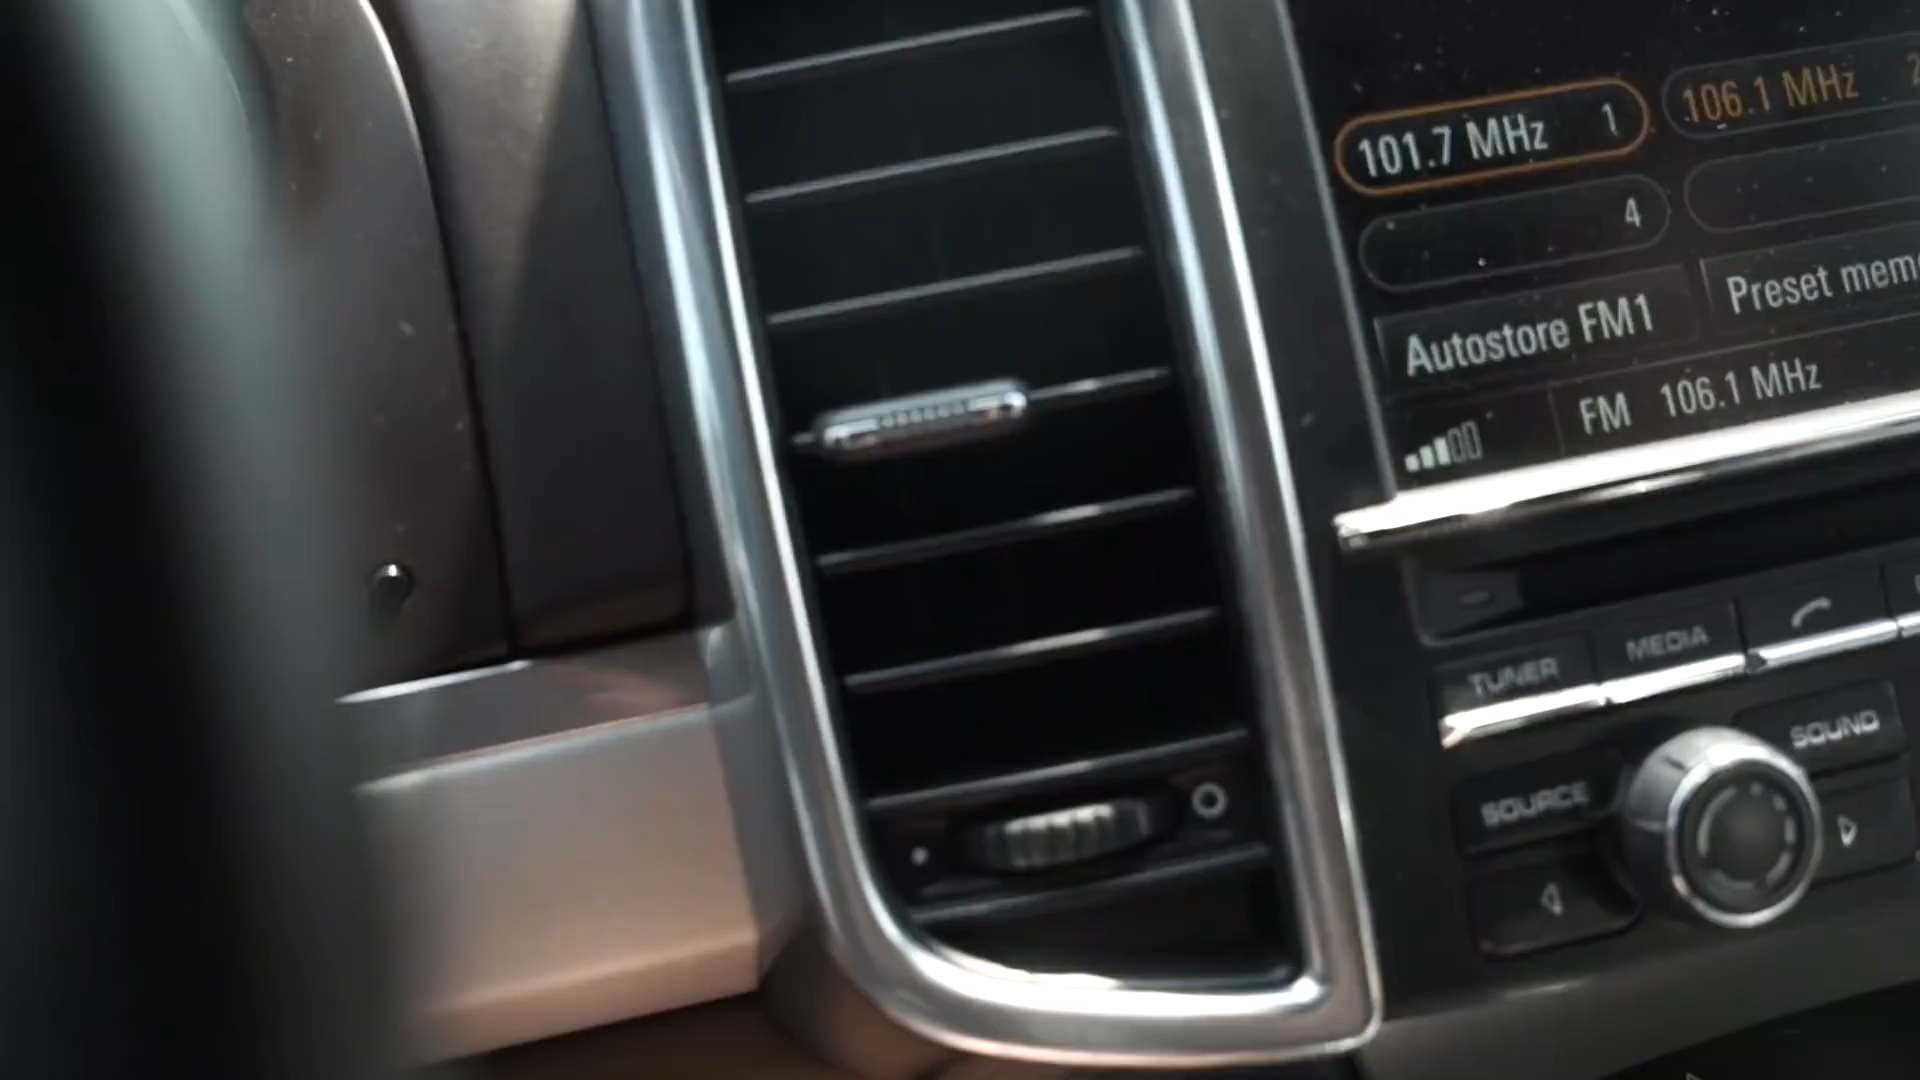 101.7 MHz 1
106.1 MHz
4
Autostore FM1
Preset
FM 106.1 MHz
TUNER
MEDIA
SOUND
SOURCE